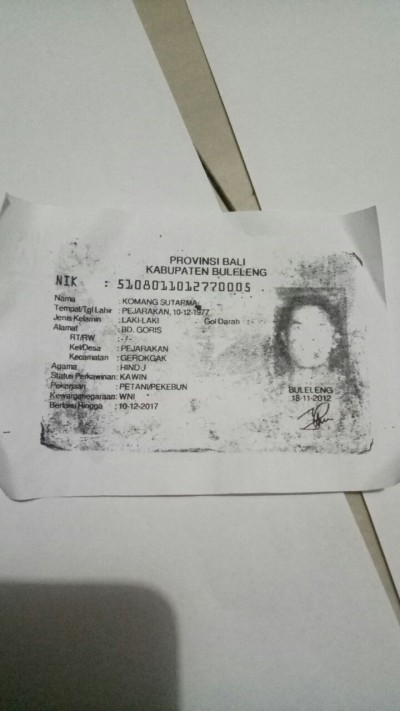 PROVINSI BALI
KABUPATEN BULELENG
NIK : 5108011012770005
Nama : KOMANG SUTARMA
Tempat/Tgl Lahir : PEJARAKAN, 10-12-1977
Jenis Kelamin : LAKI-LAKI Gol Darah : -
Alamat : BD. GORIS
RT/RW : -/-
Kel/Desa : PEJARAKAN
Kecamatan : GEROKGAK
Agama : HINDU
Status Perkawinan: KAWIN
Pekerjaan : PETANI/PEKEBUN
Kewarganegaraan: WNI
Berlaku Hingga : 10-12-2017
BULELENG
18-11-2012